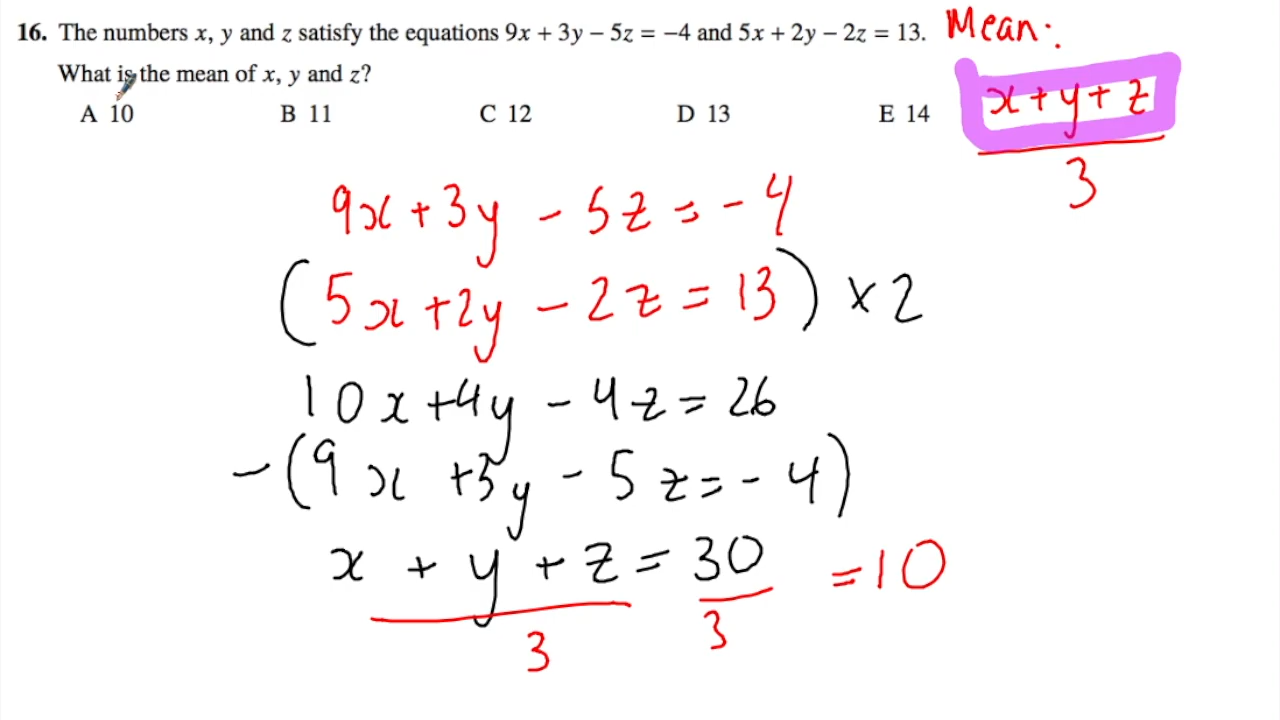 16. The numbers x, y and z satisfy the equations 9x + 3y − 5z = −4 and 5x + 2y − 2z = 13.
What is the mean of x, y and z?
A 10 B 11 C 12 D 13 E 14
Mean:
x + y + z
3
9x + 3y - 5z = - 4
(5x + 2y - 2z = 13) × 2
10x + 4y - 4z = 26
- (9x + 3y - 5z = - 4)
x + y + z = 30 = 10
3 3